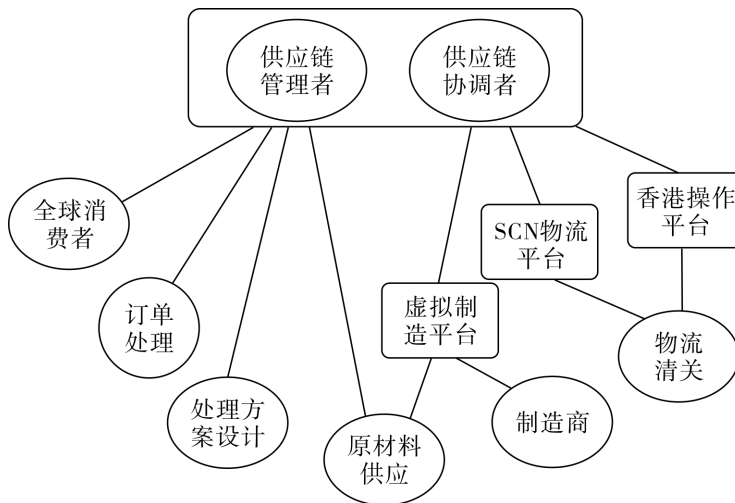 供应链
管理者
供应链
协调者
全球消
费者
香港操作
平台
SCN物流
平台
订单
处理
虚拟制
造平台
物流
清关
处理方
案设计
制造商
原材料
供应